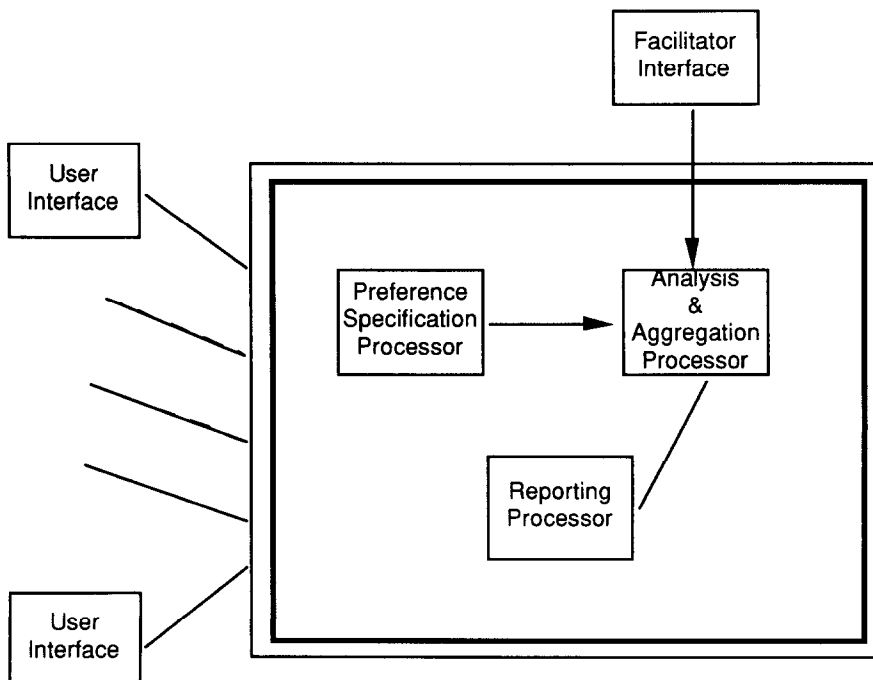 Facilitator
Interface
User
Interface
Preference
Specification
Processor
Analysis
&
Aggregation
Processor
Reporting
Processor
User
Interface